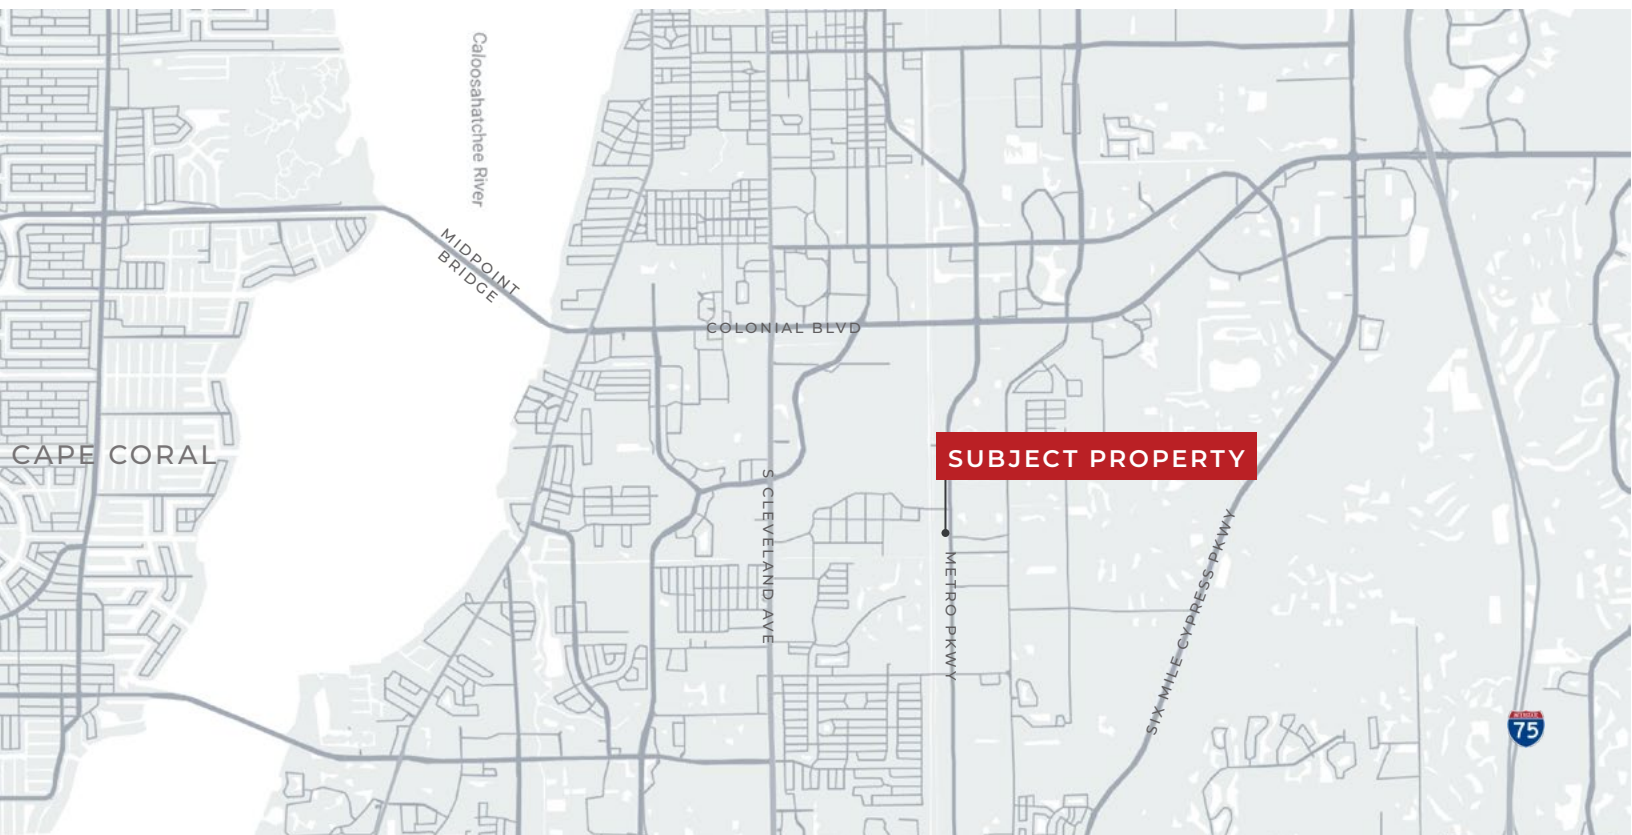 Caloosahatchee River
MIDPOINT
BRIDGE
COLONIAL BLVD
CAPE CORAL
SUBJECT PROPERTY
S CLEVELAND AVE
METRO PKWY
SIX MILE CYPRESS PKWY
INTERSTATE
75